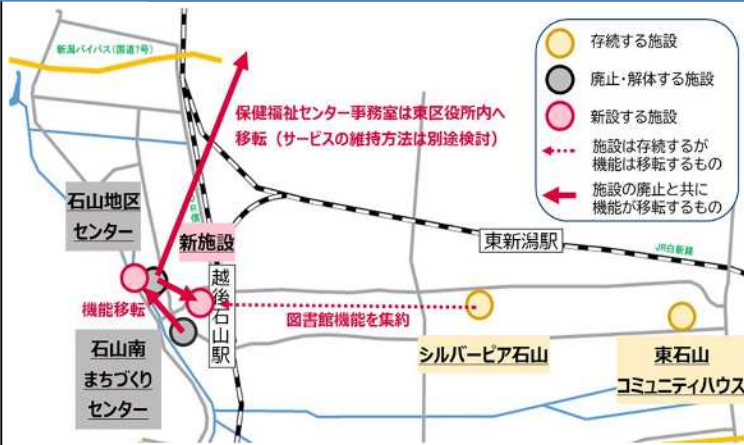 新潟バイパス(国道7号)
存続する施設
廃止・解体する施設
新設する施設
施設は存続するが
機能は移転するもの
施設の廃止と共に
機能が移転するもの
保健福祉センター事務室は東区役所内へ
移転（サービスの維持方法は別途検討）
石山地区
センター
新施設
東新潟駅
JR白新線
越後石山駅
機能移転
図書館機能を集約
石山南
まちづくり
センター
シルバーピア石山
東石山
コミュニティハウス